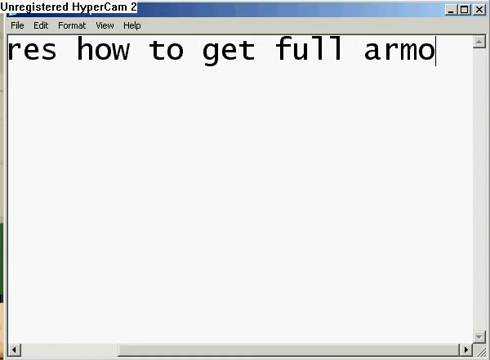 Unregistered HyperCam 2
File Edit Format View Help
res how to get full armo